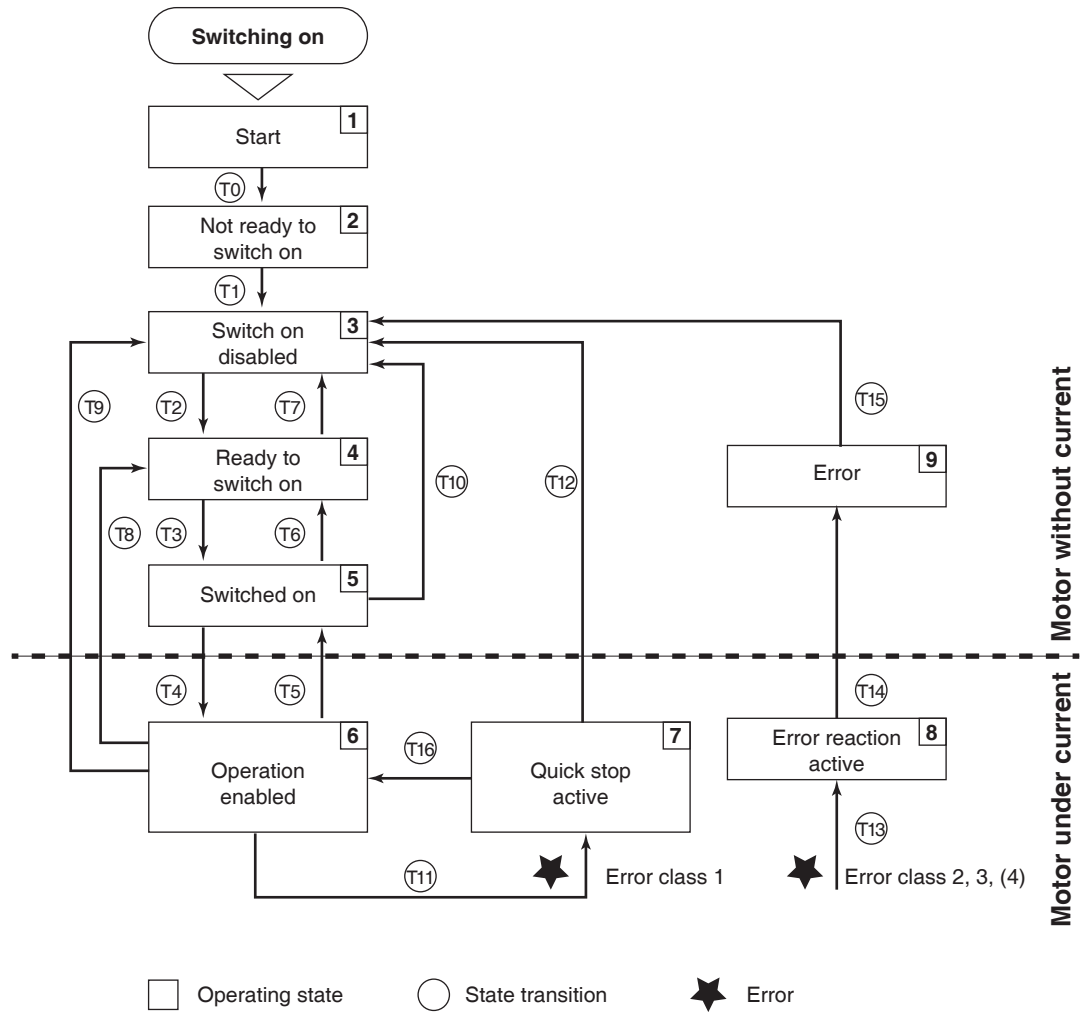 Switching on
1
Start
T0
2
Not ready to
switch on
T1
3
Switch on
disabled
T9
T2
T7
T15
4
Ready to
switch on
9
Error
T10
T12
T8
T3
T6
5
Switched on
Motor without current
T4
T5
T14
6
Operation
enabled
T16
7
Quick stop
active
8
Error reaction
active
T13
T11
Error class 1
Error class 2, 3, (4)
Motor under current
Operating state
State transition
Error